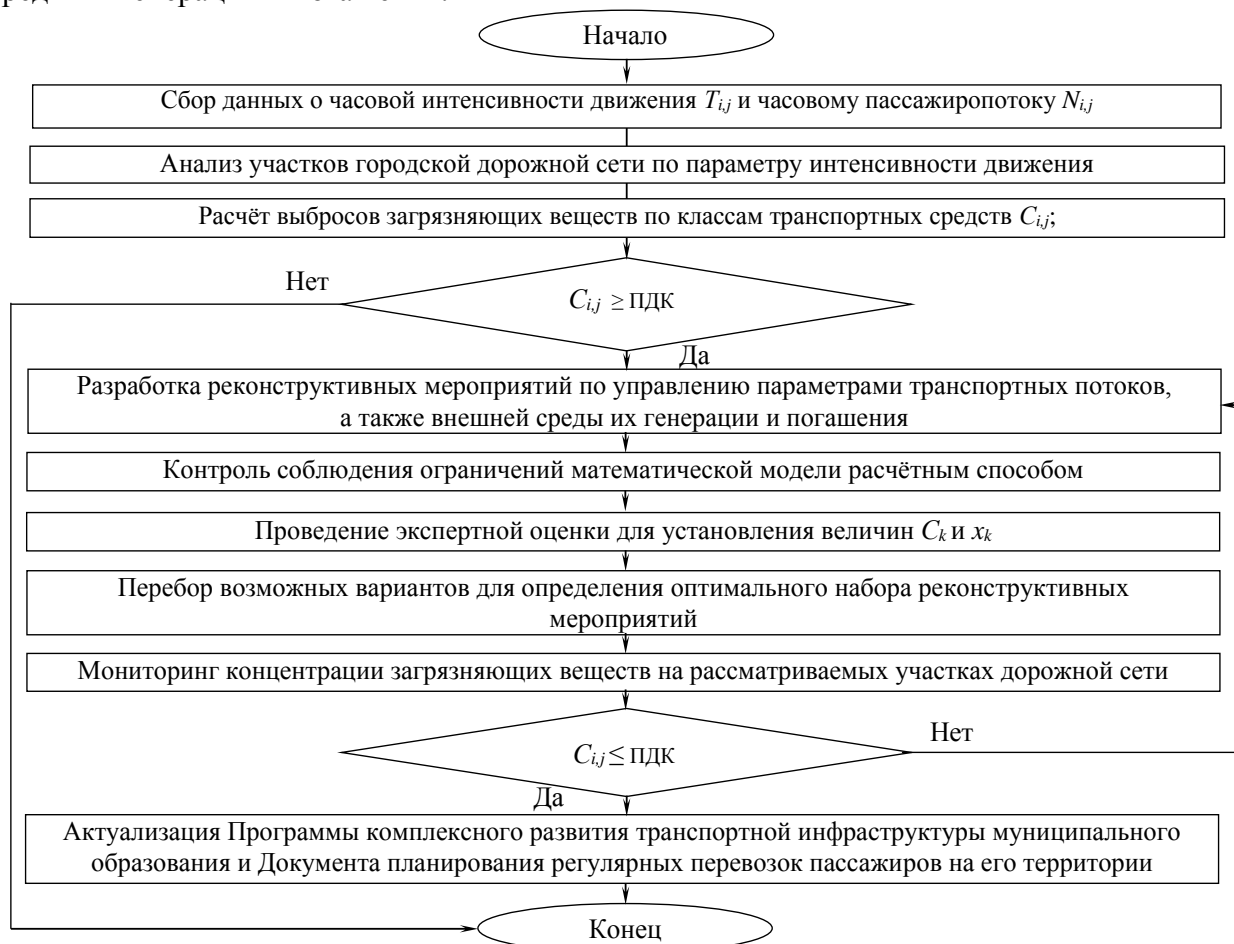 Начало
Сбор данных о часовой интенсивности движения Ti,j и часовому пассажиропотоку Ni,j
Анализ участков городской дорожной сети по параметру интенсивности движения
Расчёт выбросов загрязняющих веществ по классам транспортных средств Ci,j;
Нет
Ci,j ≥ ПДК
Да
Разработка реконструктивных мероприятий по управлению параметрами транспортных потоков,
а также внешней среды их генерации и погашения
Контроль соблюдения ограничений математической модели расчётным способом
Проведение экспертной оценки для установления величин Ck и xk
Перебор возможных вариантов для определения оптимального набора реконструктивных
мероприятий
Мониторинг концентрации загрязняющих веществ на рассматриваемых участках дорожной сети
Нет
Ci,j ≤ ПДК
Да
Актуализация Программы комплексного развития транспортной инфраструктуры муниципального
образования и Документа планирования регулярных перевозок пассажиров на его территории
Конец